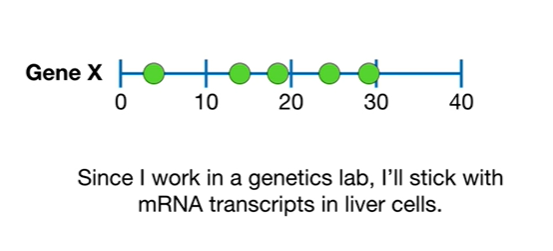 Gene X
0 10 20 30 40
Since I work in a genetics lab, I'll stick with
mRNA transcripts in liver cells.